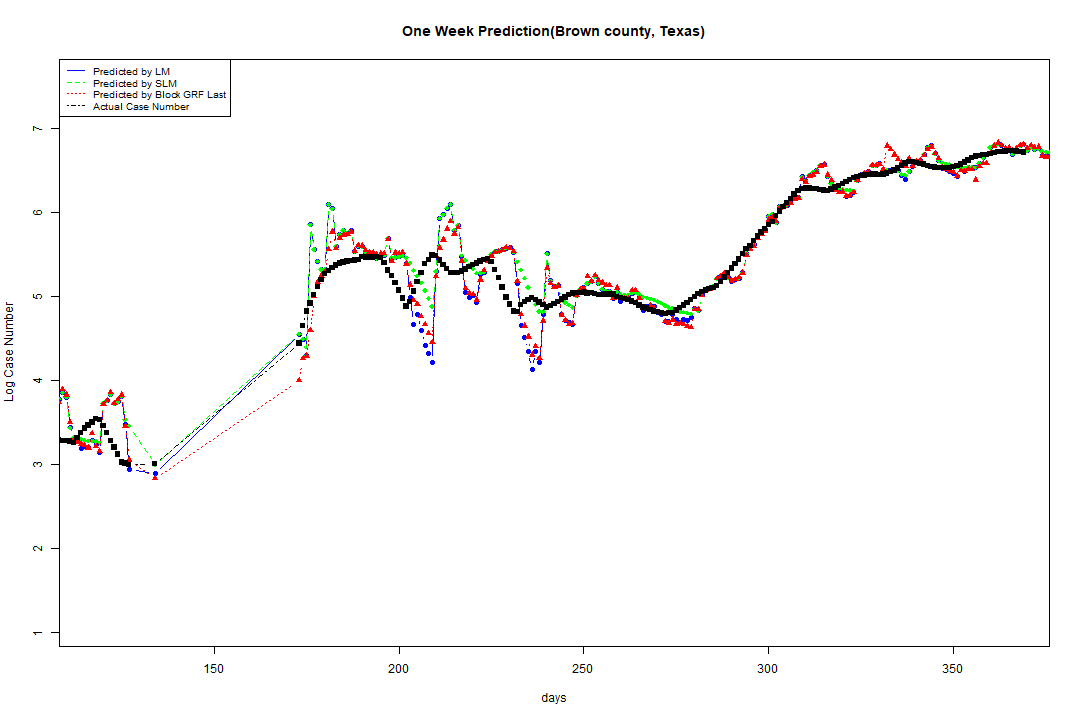 One Week Prediction(Brown county, Texas)
Predicted by LM
Predicted by SLM
Predicted by Block GRF Last
Actual Case Number
7
6
5
4
3
2
1
Log Case Number
150 200 250 300 350
days